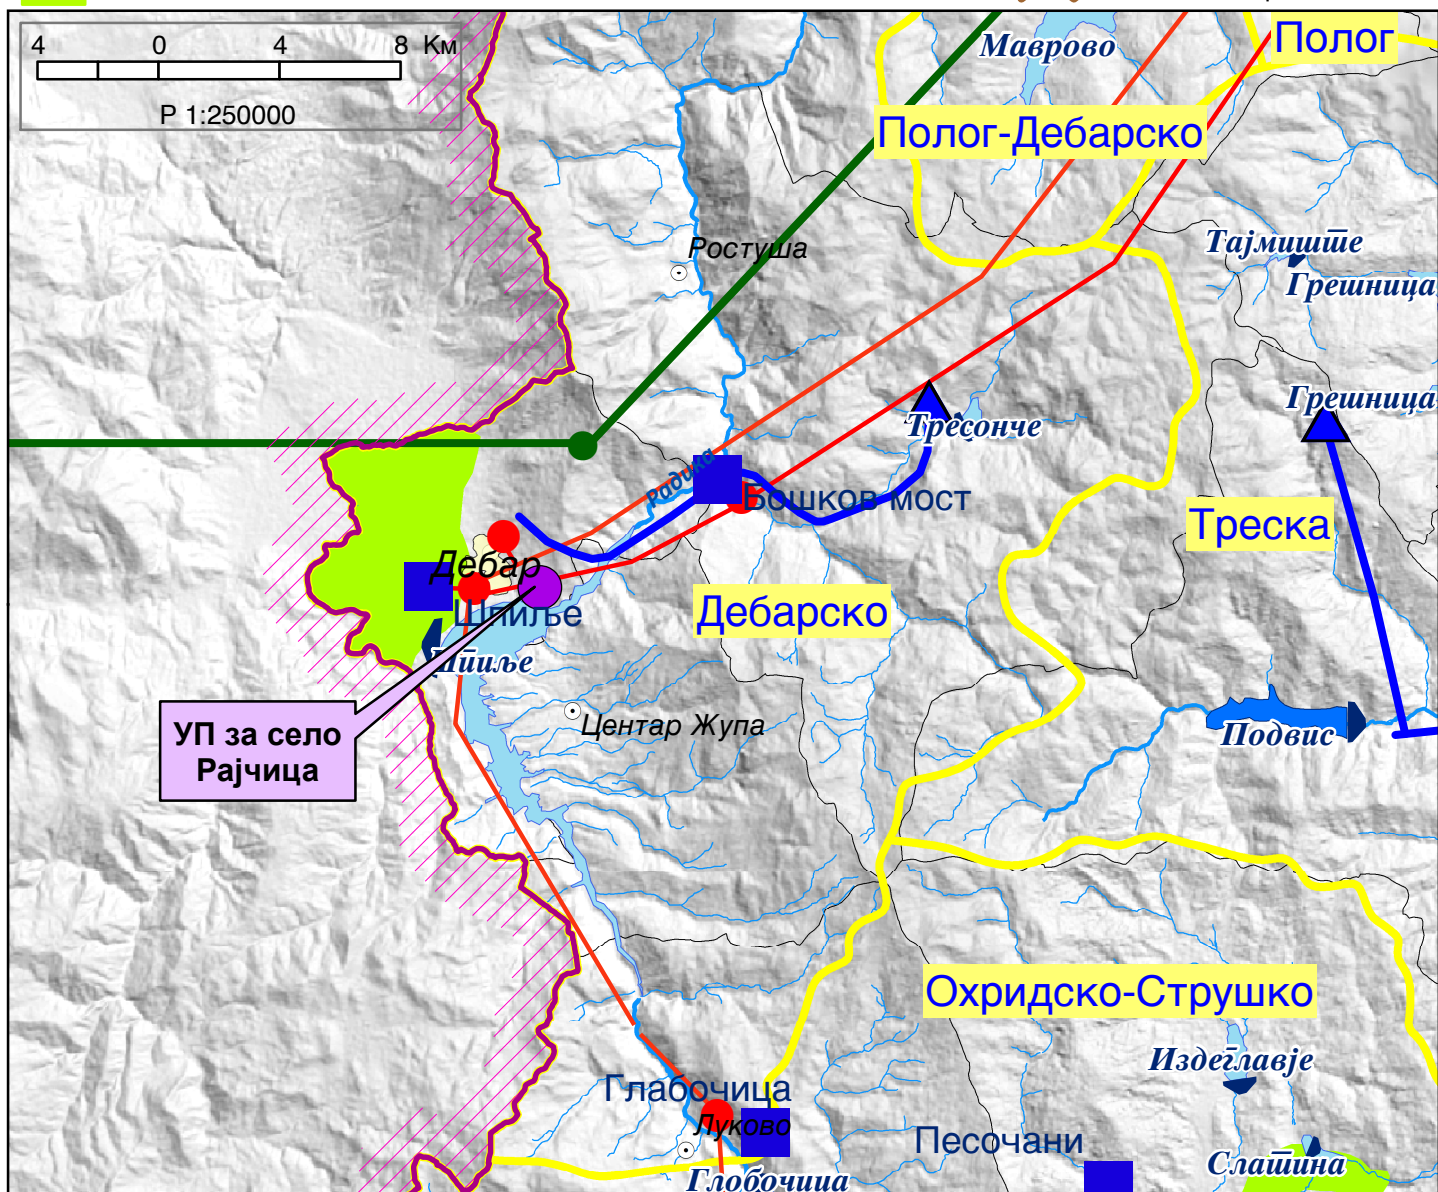 4 0 4 8 Км
Р 1:250000
Маврово
Полог
Полог-Дебарско
Ростуша
Тајмиште
Грешница
Грешница
Тресонче
Радика
Бошков мост
Треска
Дебар
Шпиље
Дебарско
Шпиље
УП за село
Рајчица
Центар Жупа
Подвис
Охридско-Струшко
Издеглавје
Глабочица
Луково
Песочани
Слатина
Глобочица